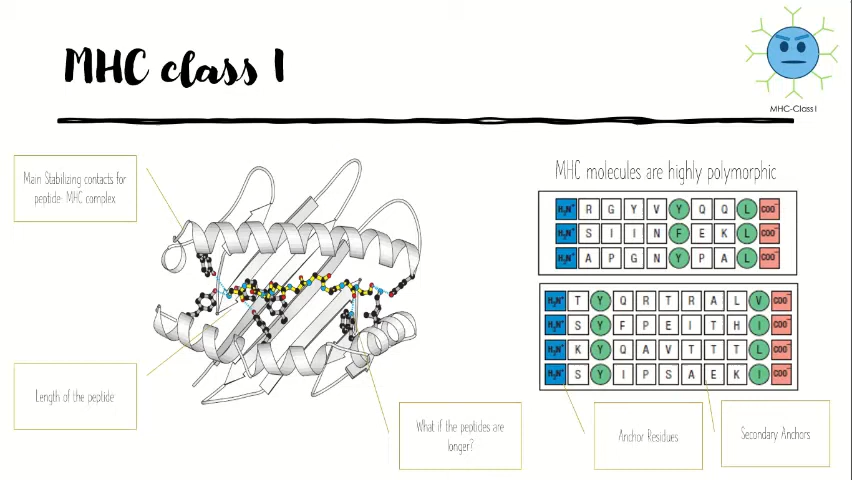 MHC class I
MHC-Class I
Main Stabilizing contacts for
peptide: MHC complex
MHC molecules are highly polymorphic
H₃N⁺ R G Y V Y Q Q L COO⁻
H₃N⁺ S I I N F E K L COO⁻
H₃N⁺ A P G N Y P A L COO⁻
H₃N⁺ T Y Q R T R A L V COO⁻
H₃N⁺ S Y F P E I T H I COO⁻
H₃N⁺ K Y Q A V T T T L COO⁻
H₃N⁺ S Y I P S A E K I COO⁻
Length of the peptide
What if the peptides are
longer?
Anchor Residues
Secondary Anchors